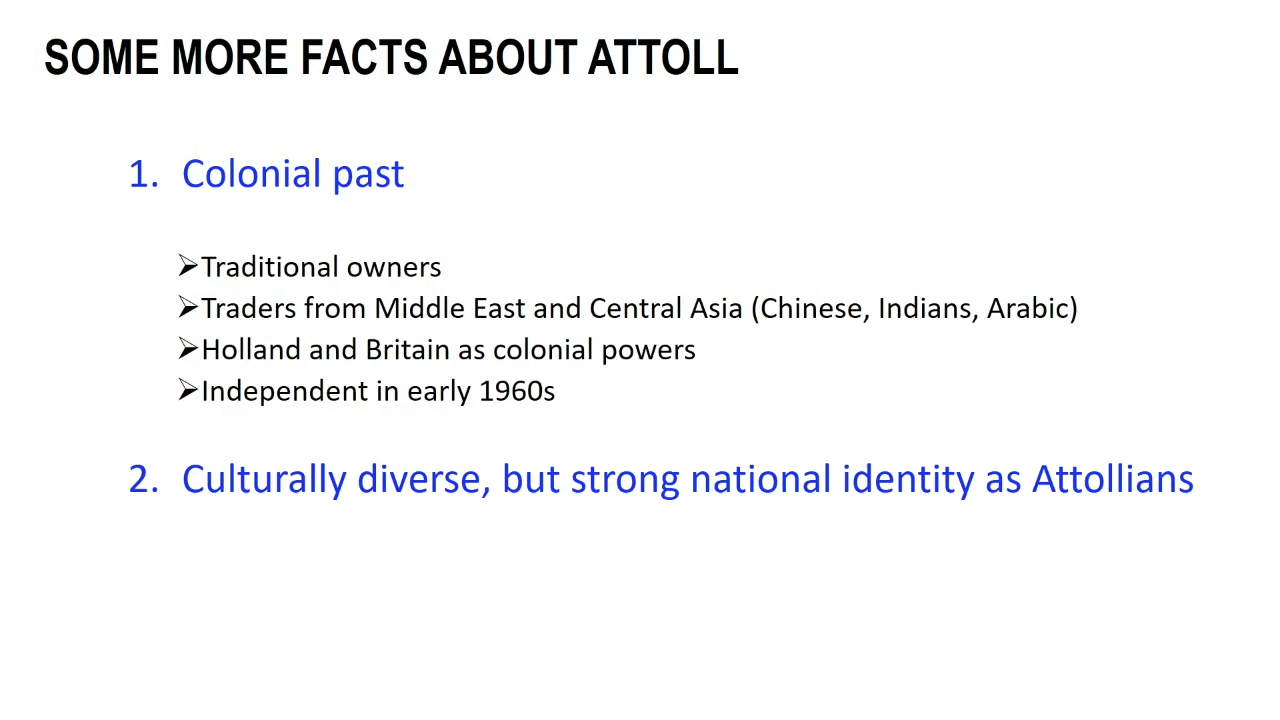 SOME MORE FACTS ABOUT ATTOLL
1. Colonial past
➢Traditional owners
➢Traders from Middle East and Central Asia (Chinese, Indians, Arabic)
➢Holland and Britain as colonial powers
➢Independent in early 1960s
2. Culturally diverse, but strong national identity as Attollians